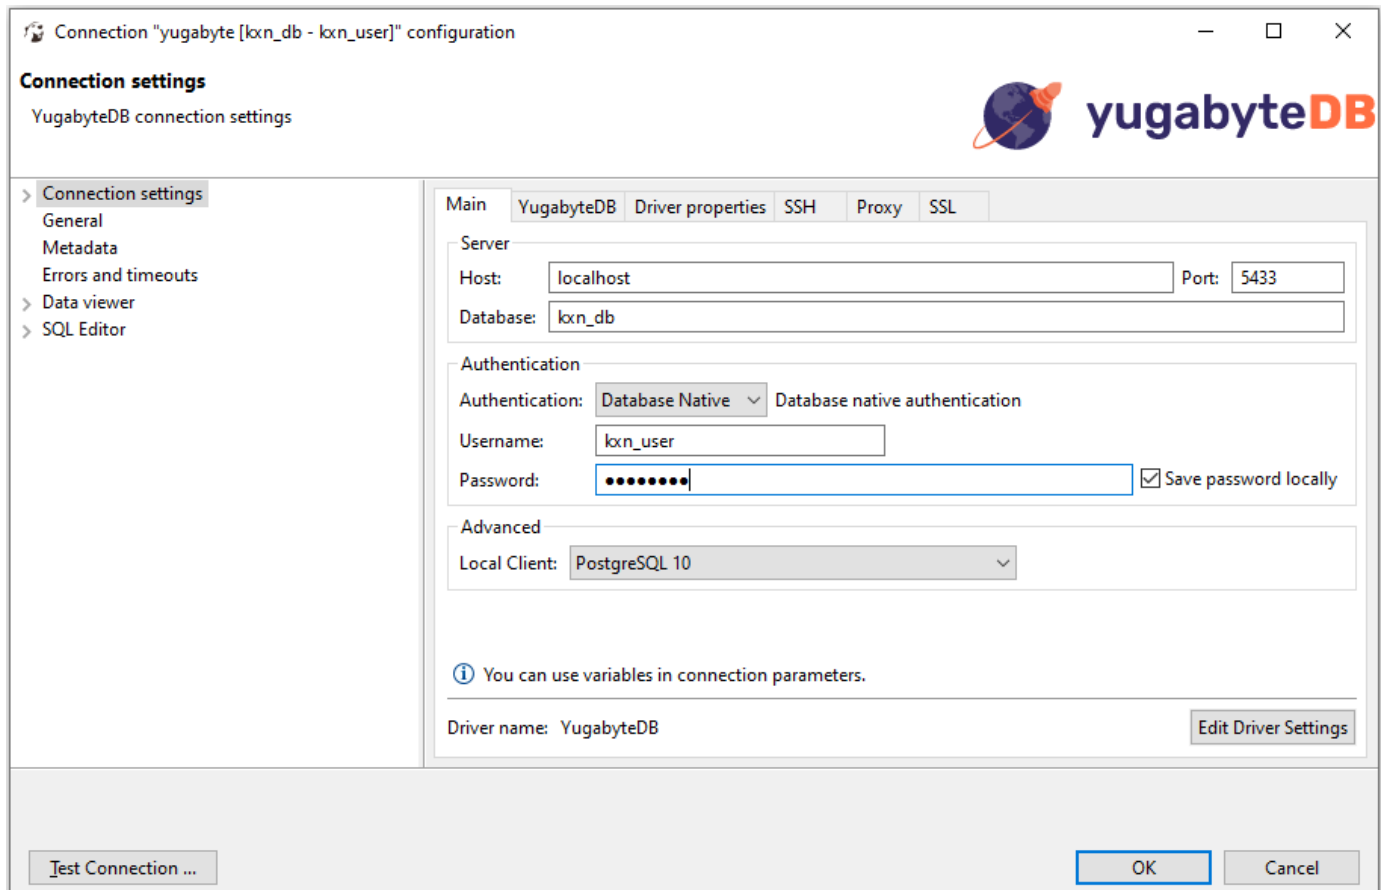 Connection "yugabyte [kxn_db - kxn_user]" configuration
Connection settings
YugabyteDB connection settings
yugabyteDB
Connection settings
General
Metadata
Errors and timeouts
Data viewer
SQL Editor
Main YugabyteDB Driver properties SSH Proxy SSL
Server
Host: localhost Port: 5433
Database: kxn_db
Authentication
Authentication: Database Native Database native authentication
Username: kxn_user
Password: •••••••• Save password locally
Advanced
Local Client: PostgreSQL 10
You can use variables in connection parameters.
Driver name: YugabyteDB Edit Driver Settings
Test Connection ... OK Cancel